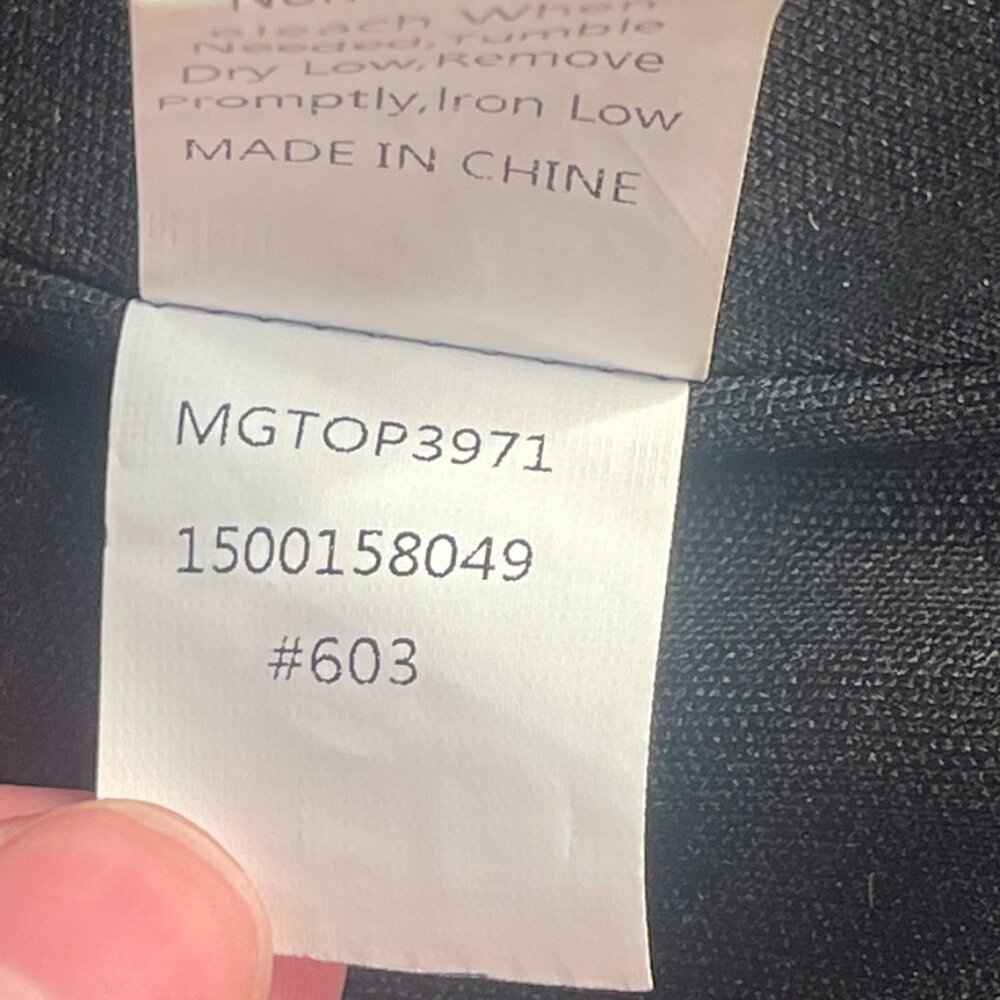 Bleach When
Needed,Tumble
Dry Low,Remove
Promptly,Iron Low
MADE IN CHINE
MGTOP3971
1500158049
#603